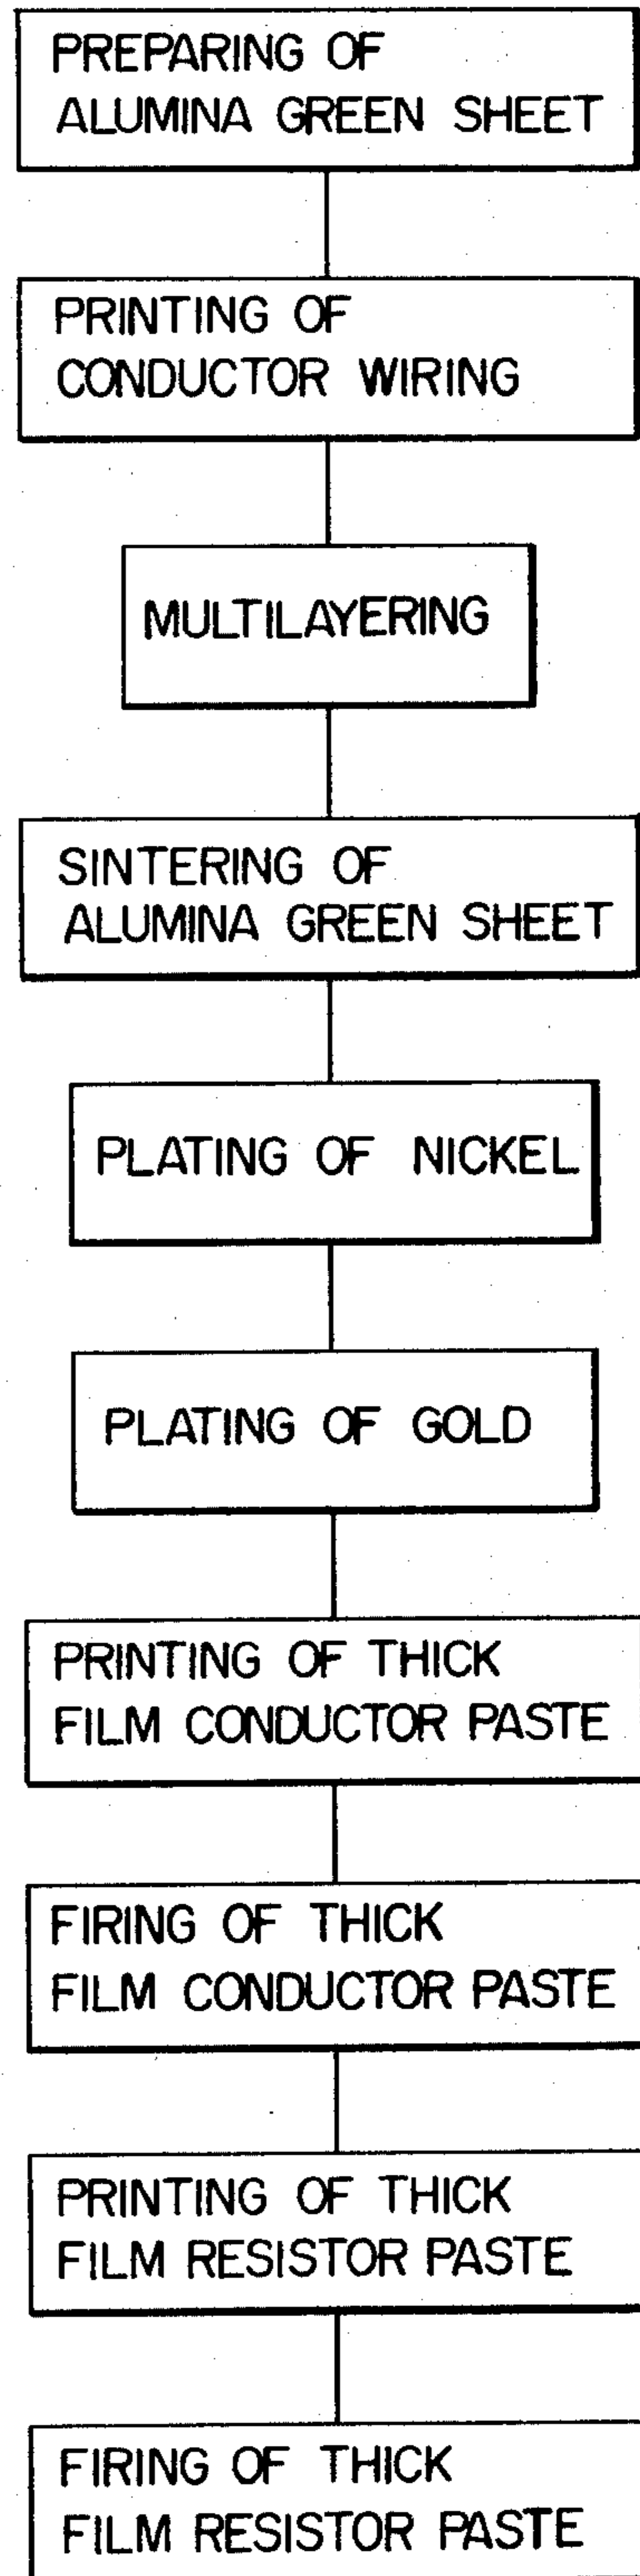 PREPARING OF
ALUMINA GREEN SHEET
PRINTING OF
CONDUCTOR WIRING
MULTILAYERING
SINTERING OF
ALUMINA GREEN SHEET
PLATING OF NICKEL
PLATING OF GOLD
PRINTING OF THICK
FILM CONDUCTOR PASTE
FIRING OF THICK
FILM CONDUCTOR PASTE
PRINTING OF THICK
FILM RESISTOR PASTE
FIRING OF THICK
FILM RESISTOR PASTE